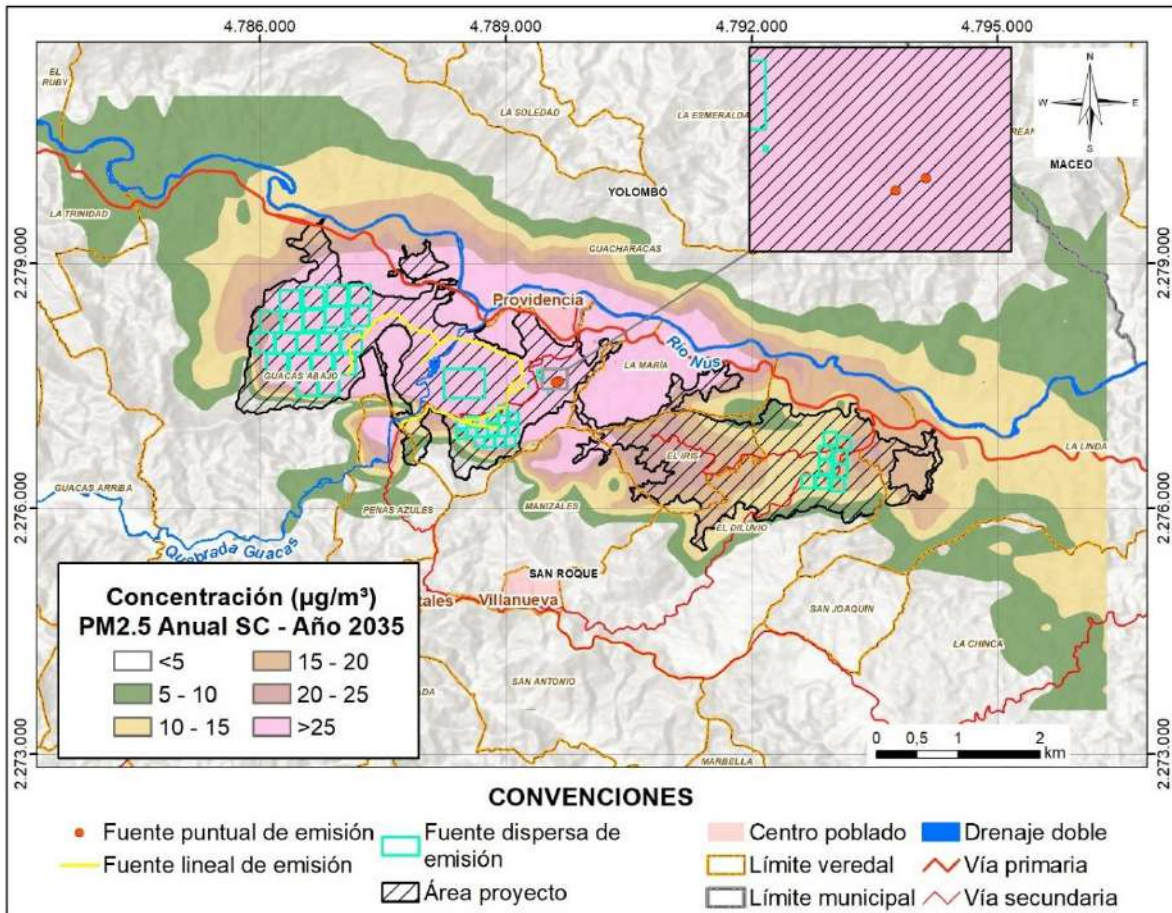 4.786.000
4.789.000
4.792.000
4.795.000
EL RUBY
LA SOLEDAD
LA ESMERALDA
N
W
E
S
MACEO
YOLOMBÓ
LA TRINIDAD
GUACHARACAS
2.279.000
2.279.000
Providencia
Río Nús
LA MARÍA
GUACAS ABAJO
LA LINDA
EL IRIS
GUACAS ARRIBA
2.276.000
2.276.000
PEÑAS AZULES
MANIZALES
EL DILUVIO
Quebrada Guacas
SAN ROQUE
Villanueva
SAN JOAQUÍN
LA CHINCA
SAN ANTONIO
MARBELLA
2.273.000
2.273.000
Concentración (µg/m³)
PM2.5 Anual SC - Año 2035
<5
15 - 20
5 - 10
20 - 25
10 - 15
>25
0 0,5 1 2
km
CONVENCIONES
Fuente puntual de emisión
Fuente lineal de emisión
Fuente dispersa de
emisión
Área proyecto
Centro poblado
Límite veredal
Límite municipal
Drenaje doble
Vía primaria
Vía secundaria